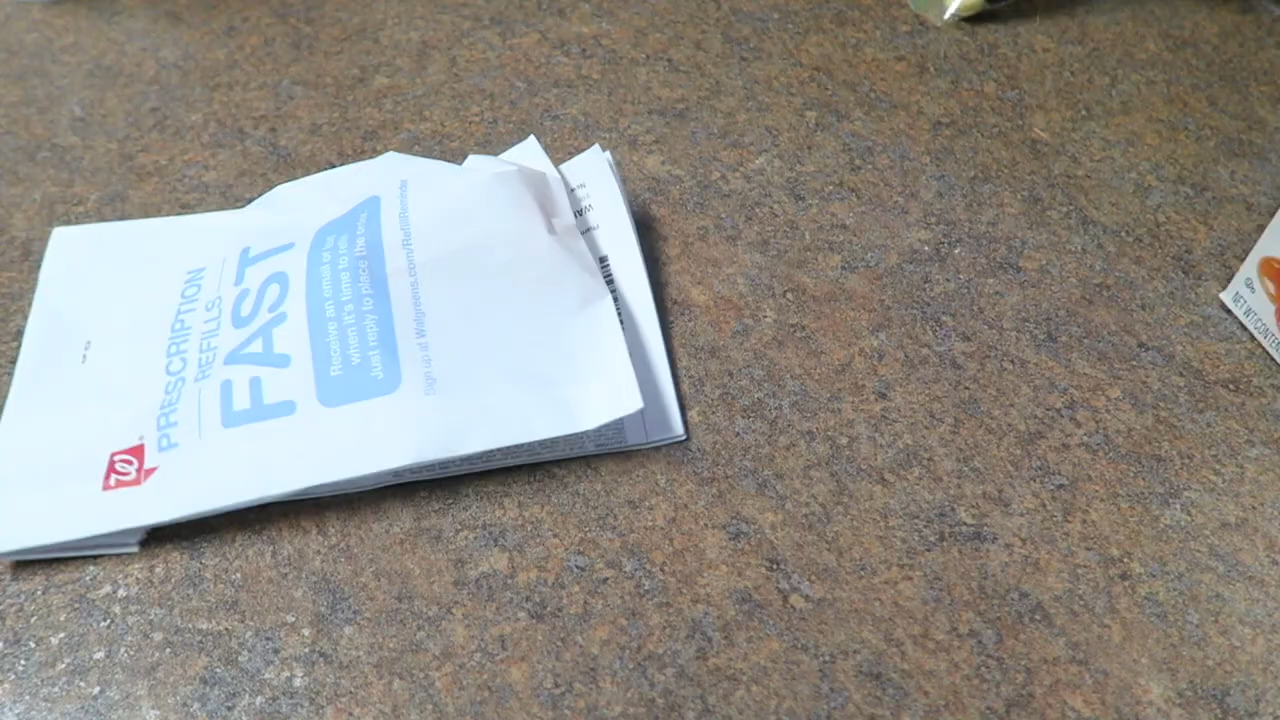 PRESCRIPTION
REFILLS
FAST
Receive an email or text
when it's time to refill.
Just reply to place the order.
Sign up at Walgreens.com/RefillReminder
NET WT/CONTEN